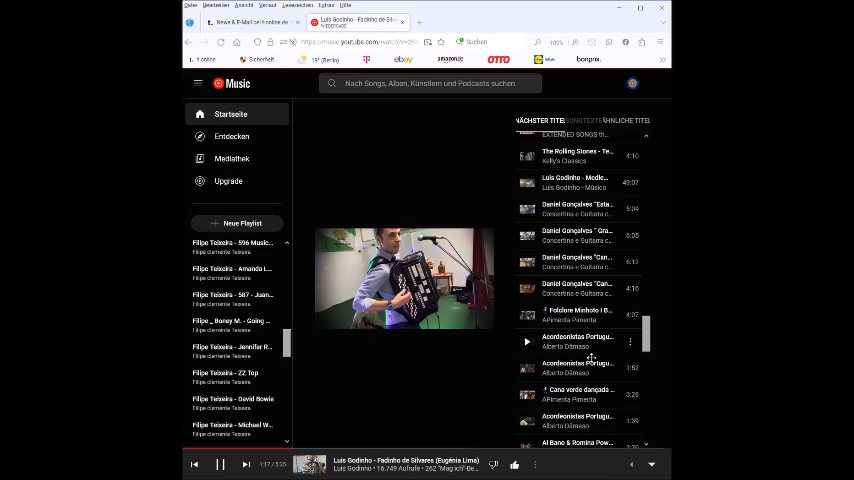 Datei Bearbeiten Ansicht Verlauf Lesezeichen Extras Hilfe
News & E-Mail bei t-online.de |
Luis Godinho - Fadinho de Silv
WIEDERGABE
https://music.youtube.com/watch?v=2
Suchen
100%
t-online
Sicherheit
19° (Berlin)
ebay
amazon.de
OTTO
bonprix
Music
Nach Songs, Alben, Künstlern und Podcasts suchen
Startseite
Entdecken
Mediathek
Upgrade
Neue Playlist
Filipe Teixeira - 596 Music...
Filipe clemente Teixeira
Filipe Teixeira - Amanda L...
Filipe clemente Teixeira
Filipe Teixeira - 587 - Juan...
Filipe clemente Teixeira
Filipe _ Boney M. - Going ...
Filipe clemente Teixeira
Filipe Teixeira - Jennifer R...
Filipe clemente Teixeira
Filipe Teixeira - ZZ Top
Filipe clemente Teixeira
Filipe Teixeira - David Bowie
Filipe clemente Teixeira
Filipe Teixeira - Michael W...
Filipe clemente Teixeira
NÄCHSTER TITEL SONGTEXTE ÄHNLICHE TITEL
EXTENDED SONGS th...
The Rolling Stones - Te...
Kelly's Classics
4:10
Luis Godinho - Medle...
Luis Godinho - Músico
49:07
Daniel Gonçalves "Esta...
Concertina e Guitarra c...
5:09
Daniel Gonçalves " Gra...
Concertina e Guitarra c...
6:05
Daniel Gonçalves "Can...
Concertina e Guitarra c...
6:12
Daniel Gonçalves "Can...
Concertina e Guitarra c...
4:16
Folclore Minhoto I B...
APimenta Pimenta
4:07
Acordeonistas Portugu...
Alberto Dâmaso
Acordeonistas Portugu...
Alberto Dâmaso
1:52
Cana verde dançada ...
APimenta Pimenta
3:28
Acordeonistas Portugu...
Alberto Dâmaso
1:39
Al Bano & Romina Pow...
3:20
1:17 / 5:35
Luis Godinho - Fadinho de Silvares (Eugénia Lima)
Luis Godinho • 16.749 Aufrufe • 262 "Mag ich"-Be...